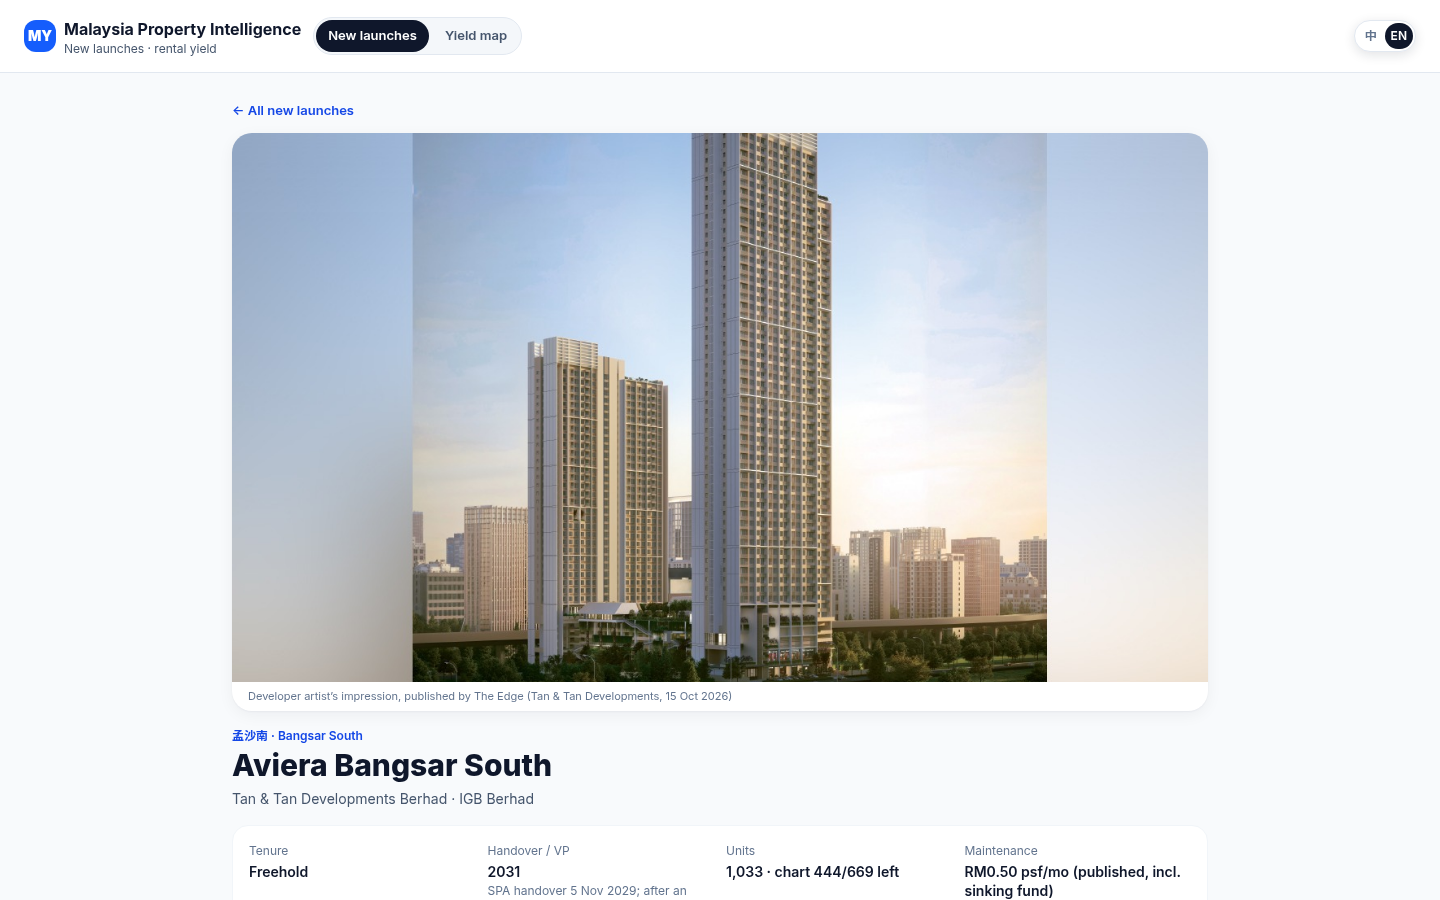 MY
Malaysia Property Intelligence
New launches · rental yield
New launches
Yield map
中
EN
← All new launches
Developer artist's impression, published by The Edge (Tan & Tan Developments, 15 Oct 2026)
孟沙南 · Bangsar South
Aviera Bangsar South
Tan & Tan Developments Berhad · IGB Berhad
Tenure
Freehold
Handover / VP
2031
SPA handover 5 Nov 2029; after an
Units
1,033 · chart 444/669 left
Maintenance
RM0.50 psf/mo (published, incl.
sinking fund)